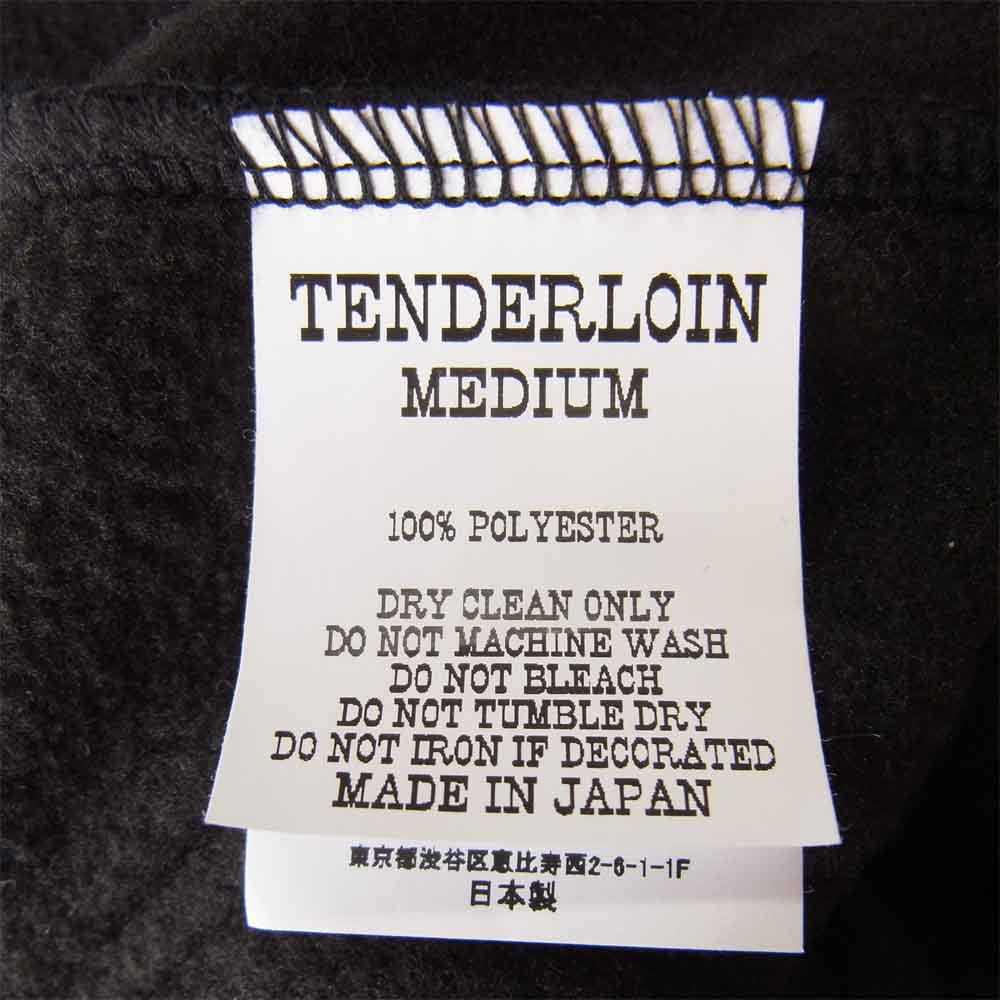 TENDERLOIN
MEDIUM
100% POLYESTER
DRY CLEAN ONLY
DO NOT MACHINE WASH
DO NOT BLEACH
DO NOT TUMBLE DRY
DO NOT IRON IF DECORATED
MADE IN JAPAN
東京都渋谷区恵比寿西2-6-1-1F
日本製